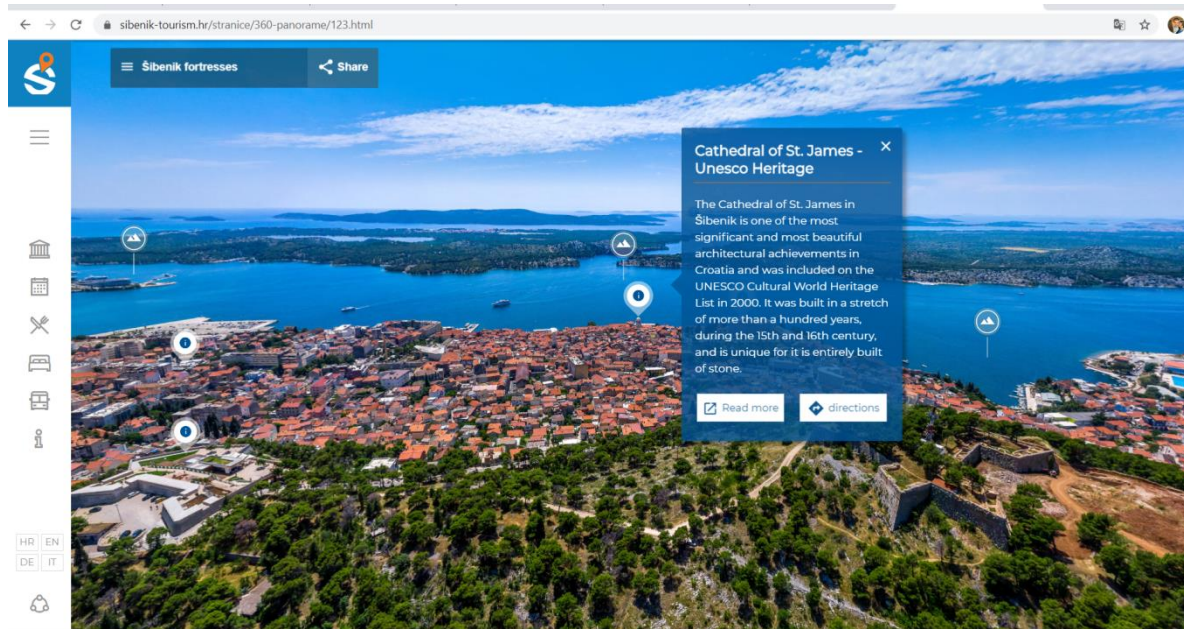 sibenik-tourism.hr/stranice/360-panorame/123.html
Šibenik fortresses
Share
Cathedral of St. James -
Unesco Heritage
The Cathedral of St. James in
Šibenik is one of the most
significant and most beautiful
architectural achievements in
Croatia and was included on the
UNESCO Cultural World Heritage
List in 2000. It was built in a stretch
of more than a hundred years,
during the 15th and 16th century,
and is unique for it is entirely built
of stone.
Read more
directions
HR EN
DE IT